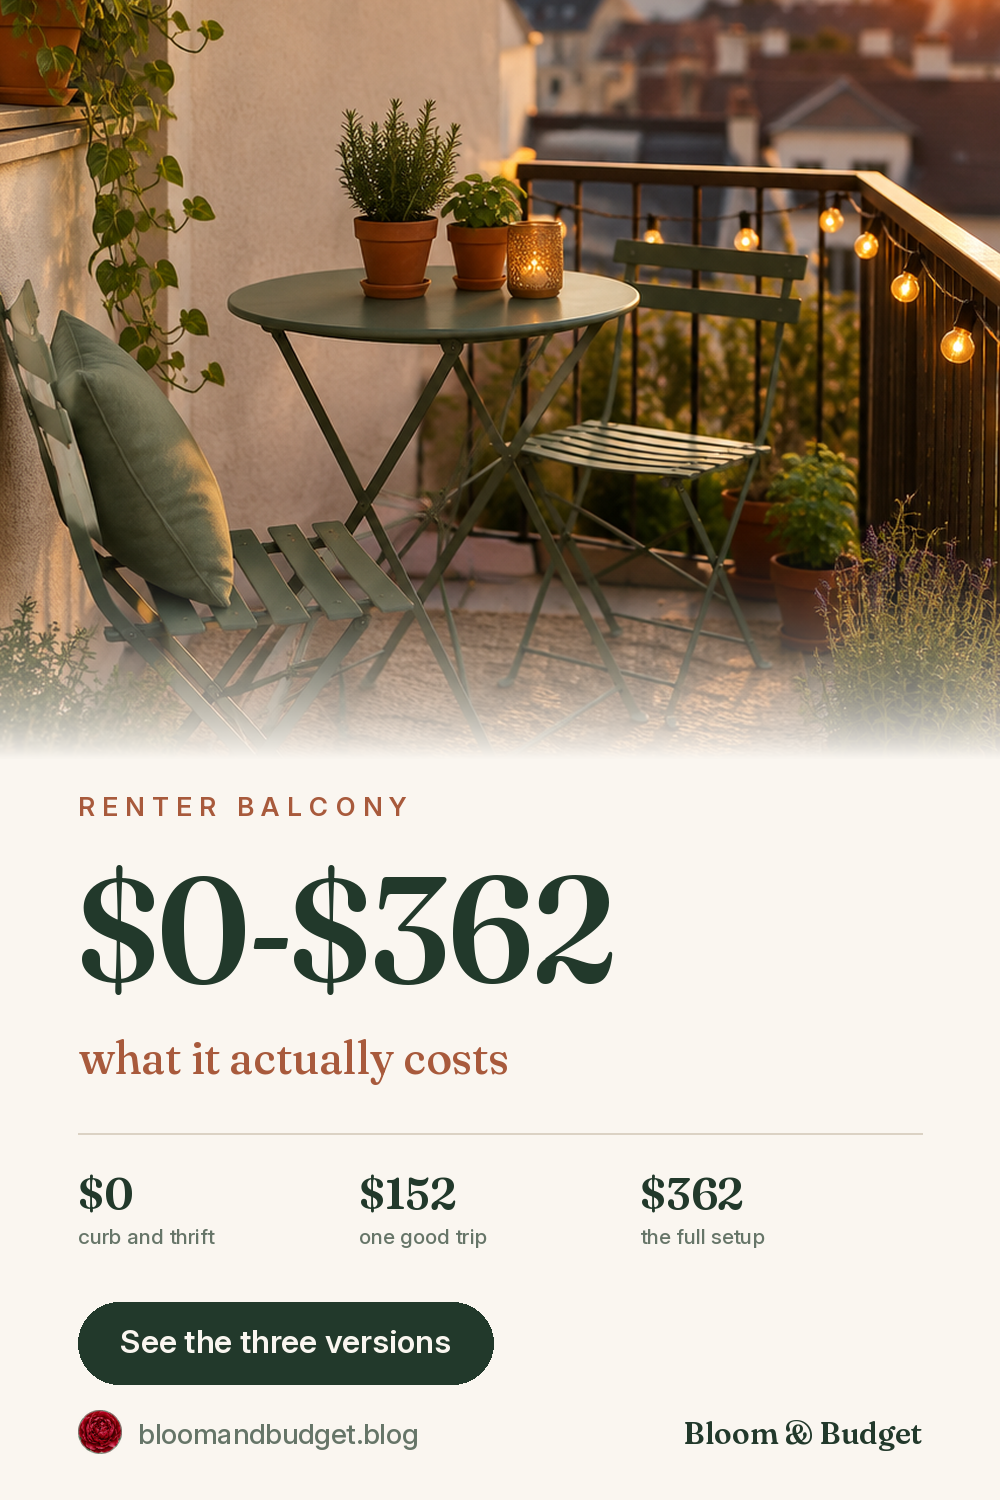 RENTER BALCONY
$0-$362
what it actually costs
$0 $152 $362
curb and thrift one good trip the full setup
See the three versions
bloomandbudget.blog Bloom & Budget